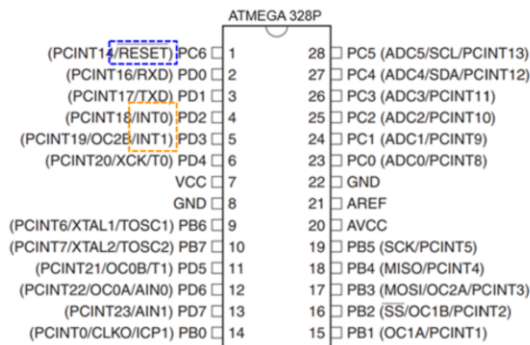 ATMEGA 328P
(PCINT14/RESET) PC6 1 28 PC5 (ADC5/SCL/PCINT13)
(PCINT16/RXD) PD0 2 27 PC4 (ADC4/SDA/PCINT12)
(PCINT17/TXD) PD1 3 26 PC3 (ADC3/PCINT11)
(PCINT18/INT0) PD2 4 25 PC2 (ADC2/PCINT10)
(PCINT19/OC2B/INT1) PD3 5 24 PC1 (ADC1/PCINT9)
(PCINT20/XCK/T0) PD4 6 23 PC0 (ADC0/PCINT8)
VCC 7 22 GND
GND 8 21 AREF
(PCINT6/XTAL1/TOSC1) PB6 9 20 AVCC
(PCINT7/XTAL2/TOSC2) PB7 10 19 PB5 (SCK/PCINT5)
(PCINT21/OC0B/T1) PD5 11 18 PB4 (MISO/PCINT4)
(PCINT22/OC0A/AIN0) PD6 12 17 PB3 (MOSI/OC2A/PCINT3)
(PCINT23/AIN1) PD7 13 16 PB2 (SS/OC1B/PCINT2)
(PCINT0/CLKO/ICP1) PB0 14 15 PB1 (OC1A/PCINT1)